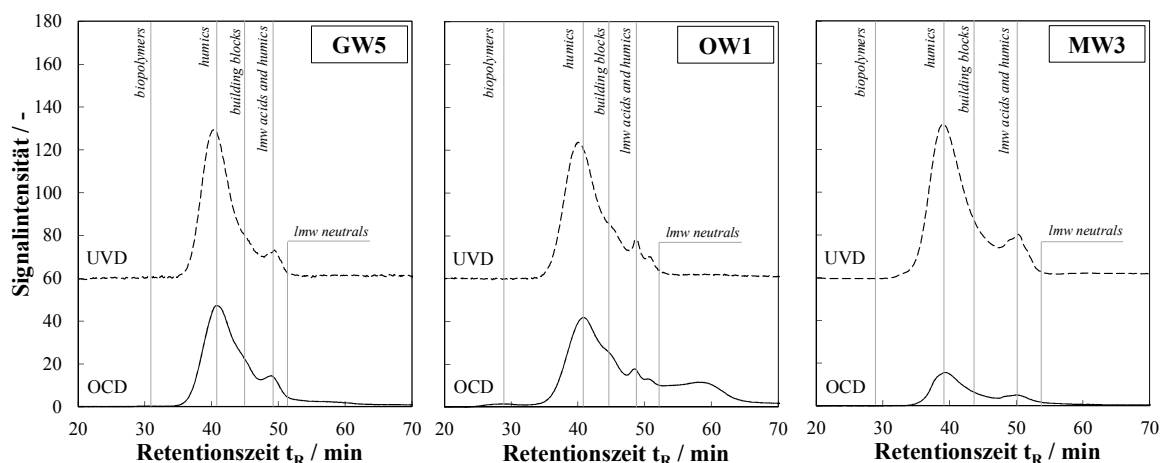 Signalintensität / -
180
160
140
120
100
80
60
40
20
0
GW5
biopolymers
humics
building blocks
lmw acids and humics
lmw neutrals
UVD
OCD
20 30 40 50 60 70
Retentionszeit tR / min
OW1
biopolymers
humics
building blocks
lmw acids and humics
lmw neutrals
UVD
OCD
20 30 40 50 60 70
Retentionszeit tR / min
MW3
biopolymers
humics
building blocks
lmw acids and humics
lmw neutrals
UVD
OCD
20 30 40 50 60 70
Retentionszeit tR / min